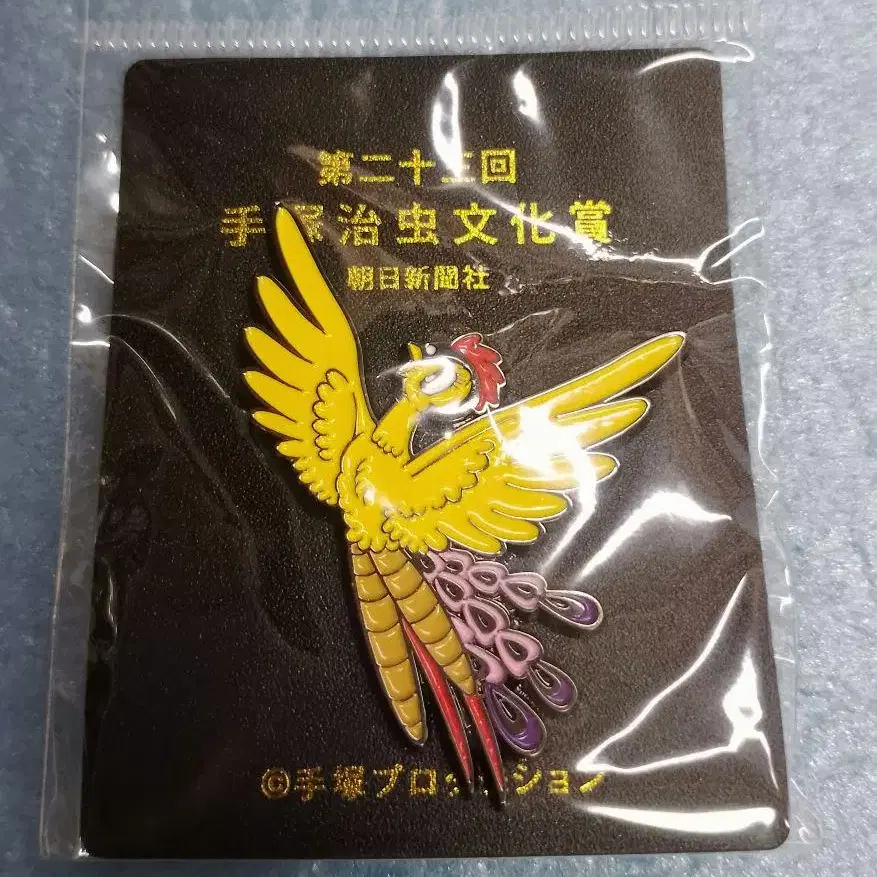 第二十三回
手塚治虫文化賞
朝日新聞社
©手塚プロダクション